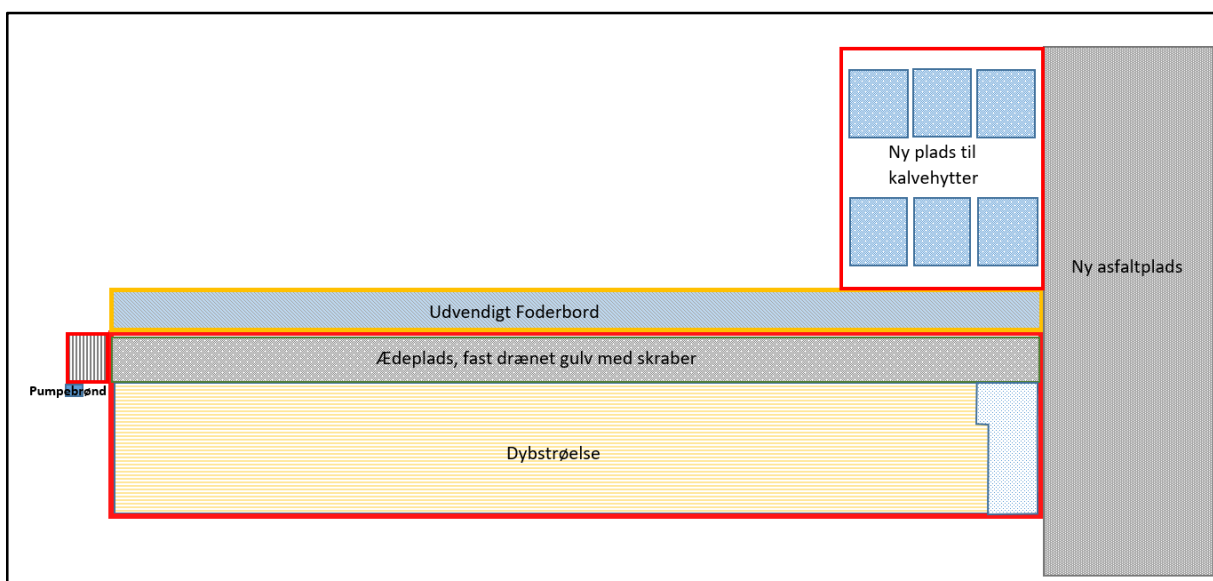 Ny plads til
kalvehytter
Ny asfaltplads
Udvendigt Foderbord
Ædeplads, fast drænet gulv med skraber
Pumpebrønd
Dybstrøelse